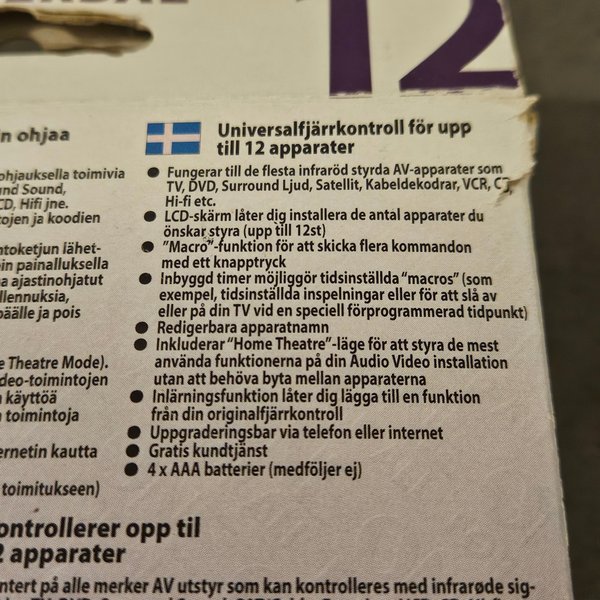 12
n ohjaa
ohjauksella toimivia
und Sound,
CD, Hifi jne.
tojen ja koodien
ntoketjun lähet-
in painalluksella
a ajastinohjatut
llennuksia,
päälle ja pois
e Theatre Mode).
deo-toimintojen
n käyttöä
n toimintoja
ernetin kautta
toimitukseen)
Universalfjärrkontroll för upp
till 12 apparater
● Fungerar till de flesta infraröd styrda AV-apparater som
TV, DVD, Surround Ljud, Satellit, Kabeldekodrar, VCR, CD,
Hi-fi etc.
● LCD-skärm låter dig installera de antal apparater du
önskar styra (upp till 12st)
● ”Macro”-funktion för att skicka flera kommandon
med ett knapptryck
● Inbyggd timer möjliggör tidsinställda “macros” (som
exempel, tidsinställda inspelningar eller för att slå av
eller på din TV vid en speciell förprogrammerad tidpunkt)
● Redigerbara apparatnamn
● Inkluderar “Home Theatre”-läge för att styra de mest
använda funktionerna på din Audio Video installation
utan att behöva byta mellan apparaterna
● Inlärningsfunktion låter dig lägga till en funktion
från din originalfjärrkontroll
● Uppgraderingsbar via telefon eller internet
● Gratis kundtjänst
● 4 x AAA batterier (medföljer ej)
ontrollerer opp til
2 apparater
ntert på alle merker AV utstyr som kan kontrolleres med infrarøde sig-